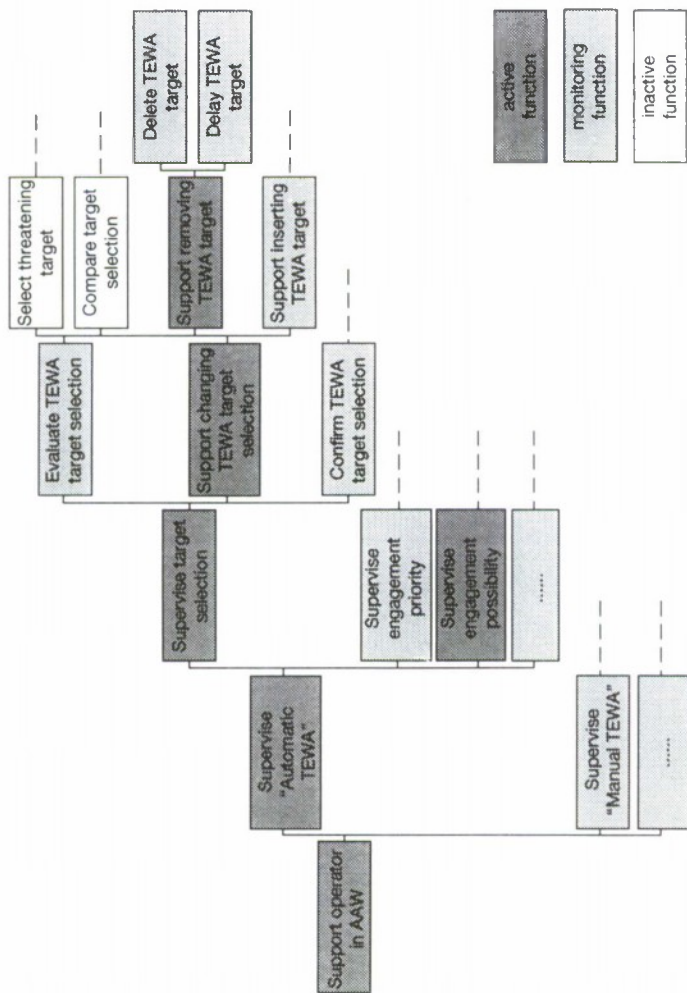 Support operator
in AAW
Supervise
"Automatic
TEWA"
Supervise
"Manual TEWA"
......
Supervise target
selection
Supervise
engagement
priority
Supervise
engagement
possibility
......
Evaluate TEWA
target selection
Support changing
TEWA target
selection
Confirm TEWA
target selection
Select threatening
target
Compare target
selection
Support removing
TEWA target
Support inserting
TEWA target
Delete TEWA
target
Delay TEWA
target
active
function
monitoring
function
inactive
function